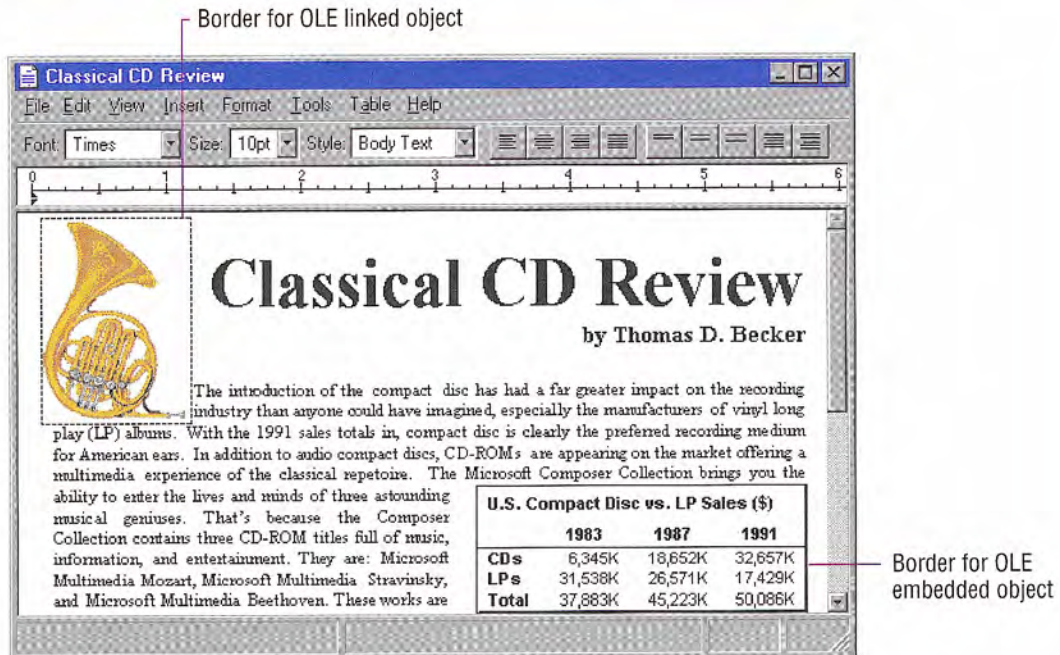 Border for OLE linked object
Classical CD Review
File Edit View Insert Format Tools Table Help
Font: Times Size: 10pt Style: Body Text
0 1 2 3 4 5 6
Classical CD Review
by Thomas D. Becker
The introduction of the compact disc has had a far greater impact on the recording
industry than anyone could have imagined, especially the manufacturers of vinyl long
play (LP) albums. With the 1991 sales totals in, compact disc is clearly the preferred recording medium
for American ears. In addition to audio compact discs, CD-ROMs are appearing on the market offering a
multimedia experience of the classical repetoire. The Microsoft Composer Collection brings you the
ability to enter the lives and minds of three astounding
musical geniuses. That's because the Composer
Collection contains three CD-ROM titles full of music,
information, and entertainment. They are: Microsoft
Multimedia Mozart, Microsoft Multimedia Stravinsky,
and Microsoft Multimedia Beethoven. These works are
U.S. Compact Disc vs. LP Sales ($)
1983 1987 1991
CDs 6,345K 18,652K 32,657K
LPs 31,538K 26,571K 17,429K
Total 37,883K 45,223K 50,086K
Border for OLE
embedded object